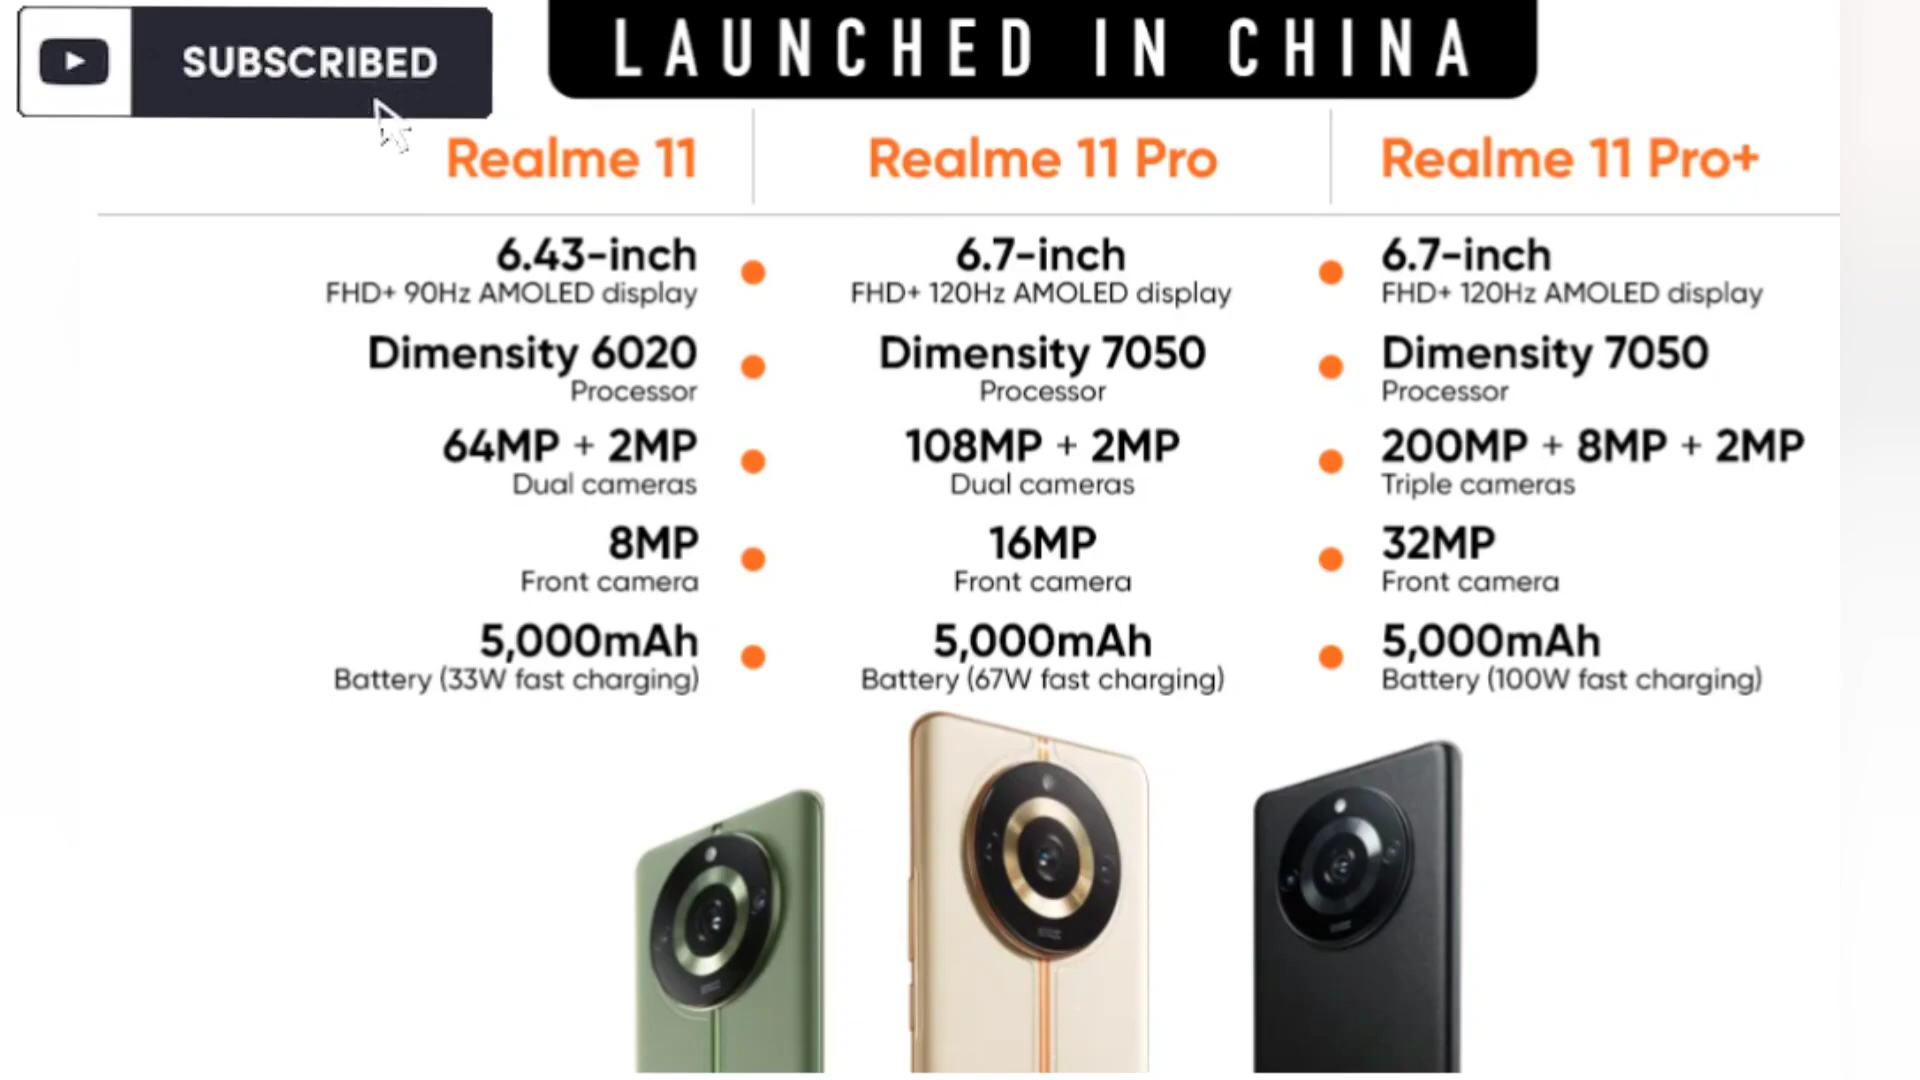 SUBSCRIBED
LAUNCHED IN CHINA
Realme 11
Realme 11 Pro
Realme 11 Pro+
6.43-inch
FHD+ 90Hz AMOLED display
6.7-inch
FHD+ 120Hz AMOLED display
6.7-inch
FHD+ 120Hz AMOLED display
Dimensity 6020
Processor
Dimensity 7050
Processor
Dimensity 7050
Processor
64MP + 2MP
Dual cameras
108MP + 2MP
Dual cameras
200MP + 8MP + 2MP
Triple cameras
8MP
Front camera
16MP
Front camera
32MP
Front camera
5,000mAh
Battery (33W fast charging)
5,000mAh
Battery (67W fast charging)
5,000mAh
Battery (100W fast charging)